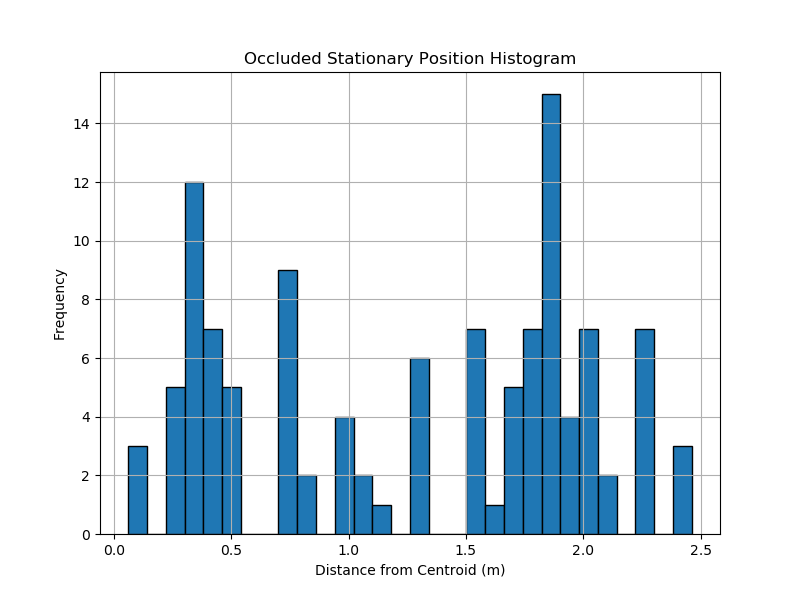 Occluded Stationary Position Histogram
14
12
10
8
6
4
2
0
Frequency
0.0 0.5 1.0 1.5 2.0 2.5
Distance from Centroid (m)